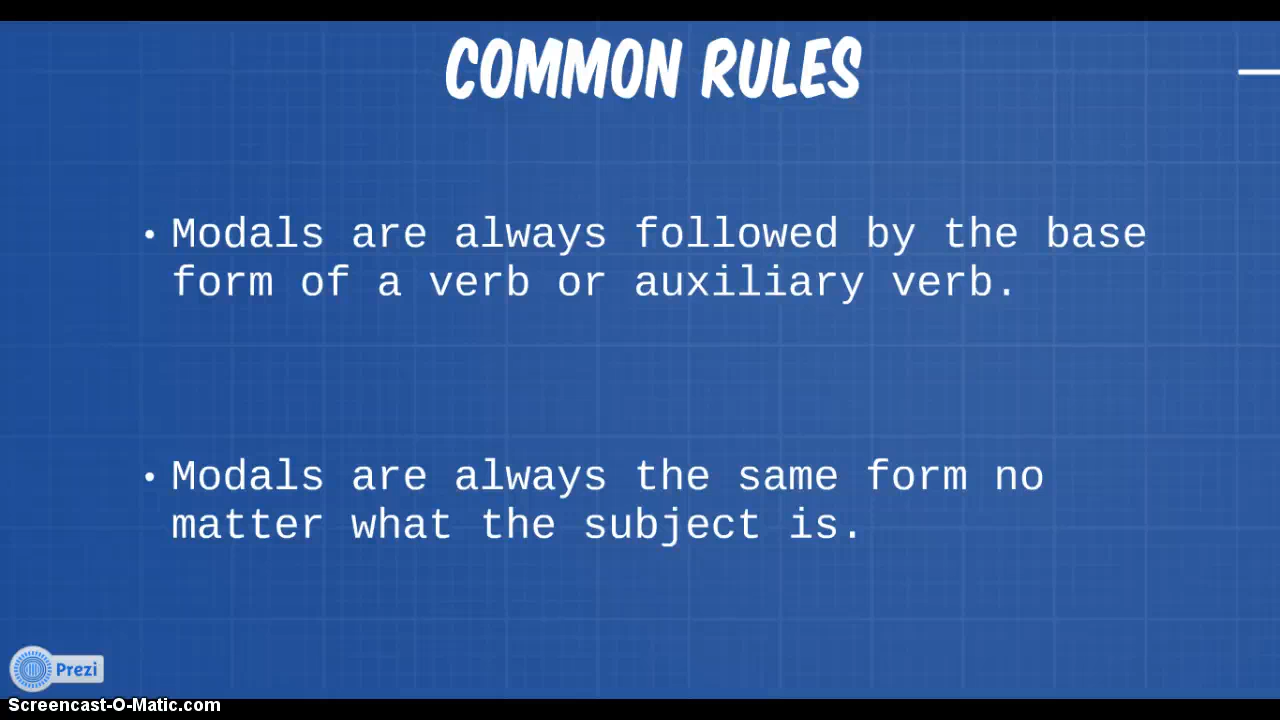 COMMON RULES
• Modals are always followed by the base
form of a verb or auxiliary verb.
• Modals are always the same form no
matter what the subject is.
Prezi
Screencast-O-Matic.com